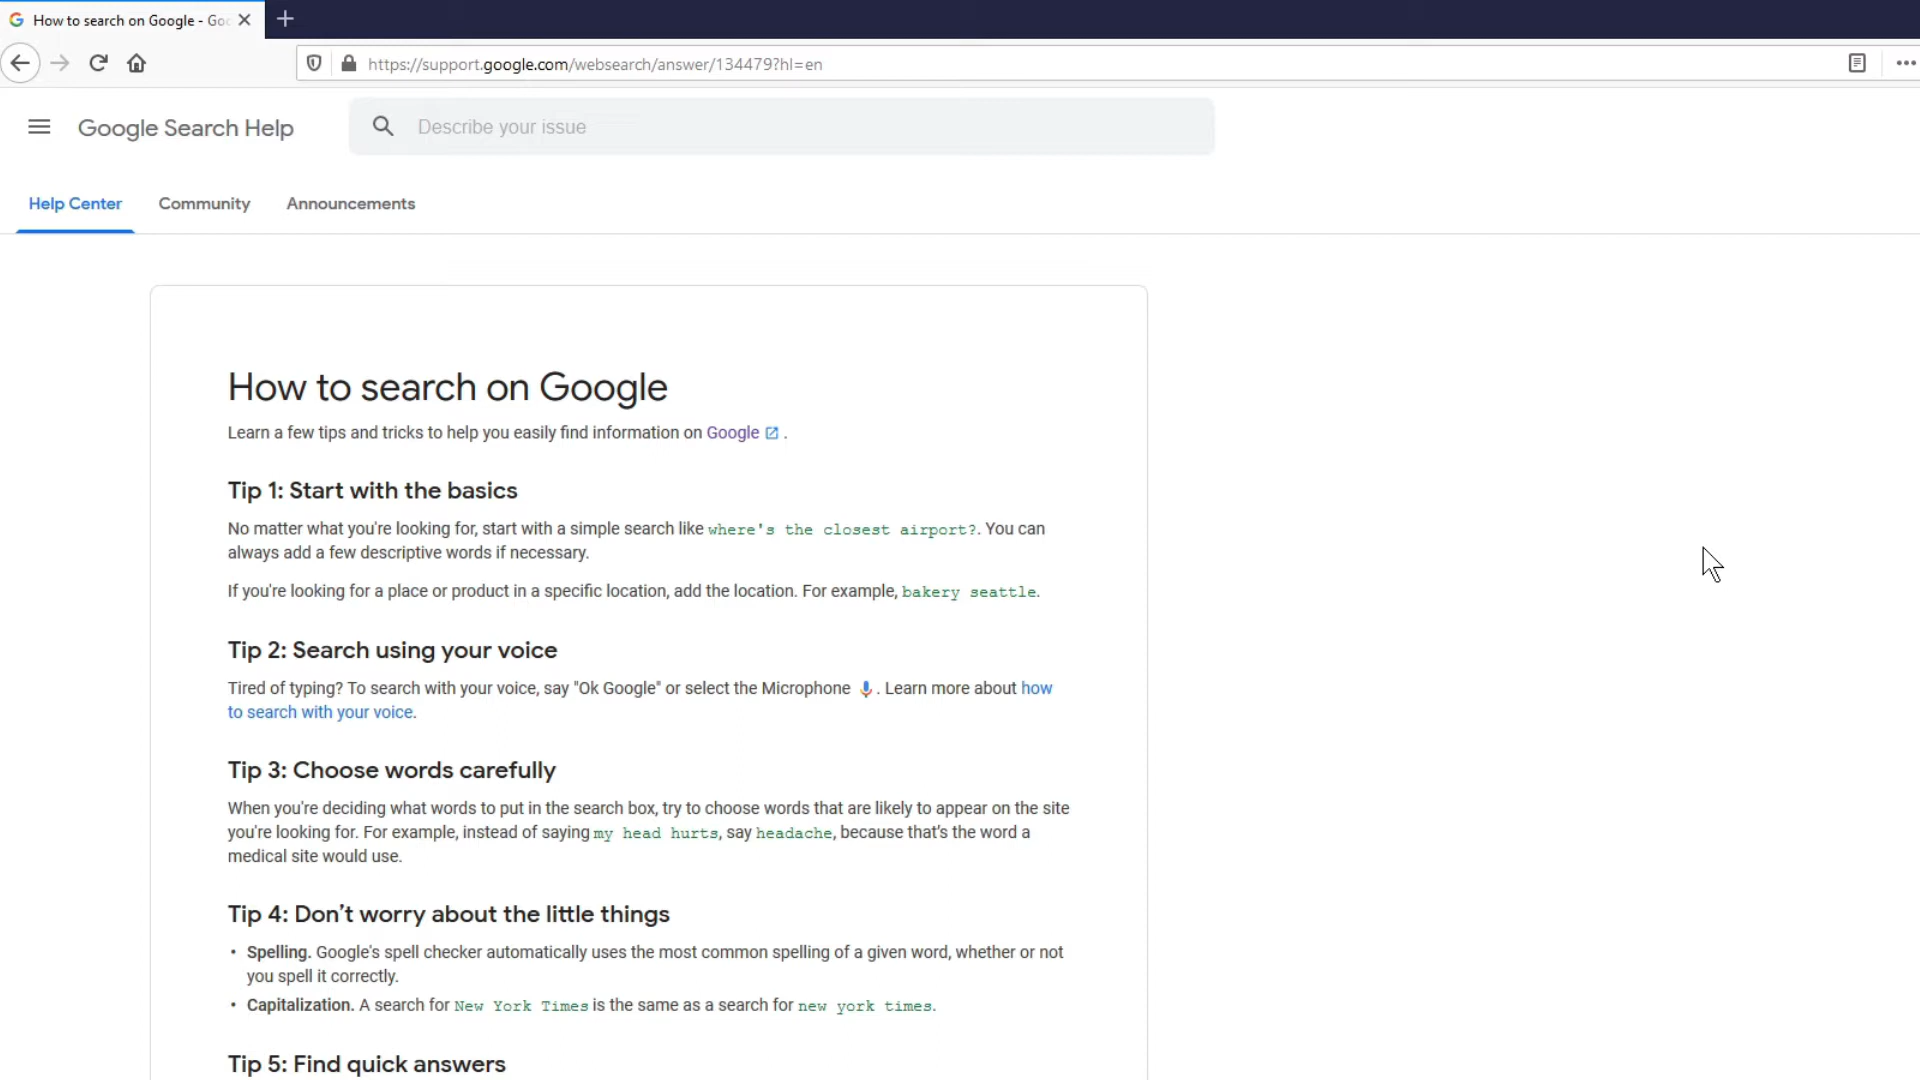 How to search on Google - Goo
https://support.google.com/websearch/answer/134479?hl=en
Google Search Help
Describe your issue
Help Center Community Announcements
How to search on Google
Learn a few tips and tricks to help you easily find information on Google .
Tip 1: Start with the basics
No matter what you're looking for, start with a simple search like where's the closest airport?. You can
always add a few descriptive words if necessary.
If you're looking for a place or product in a specific location, add the location. For example, bakery seattle.
Tip 2: Search using your voice
Tired of typing? To search with your voice, say "Ok Google" or select the Microphone . Learn more about how
to search with your voice.
Tip 3: Choose words carefully
When you're deciding what words to put in the search box, try to choose words that are likely to appear on the site
you're looking for. For example, instead of saying my head hurts, say headache, because that's the word a
medical site would use.
Tip 4: Don’t worry about the little things
• Spelling. Google's spell checker automatically uses the most common spelling of a given word, whether or not
you spell it correctly.
• Capitalization. A search for New York Times is the same as a search for new york times.
Tip 5: Find quick answers